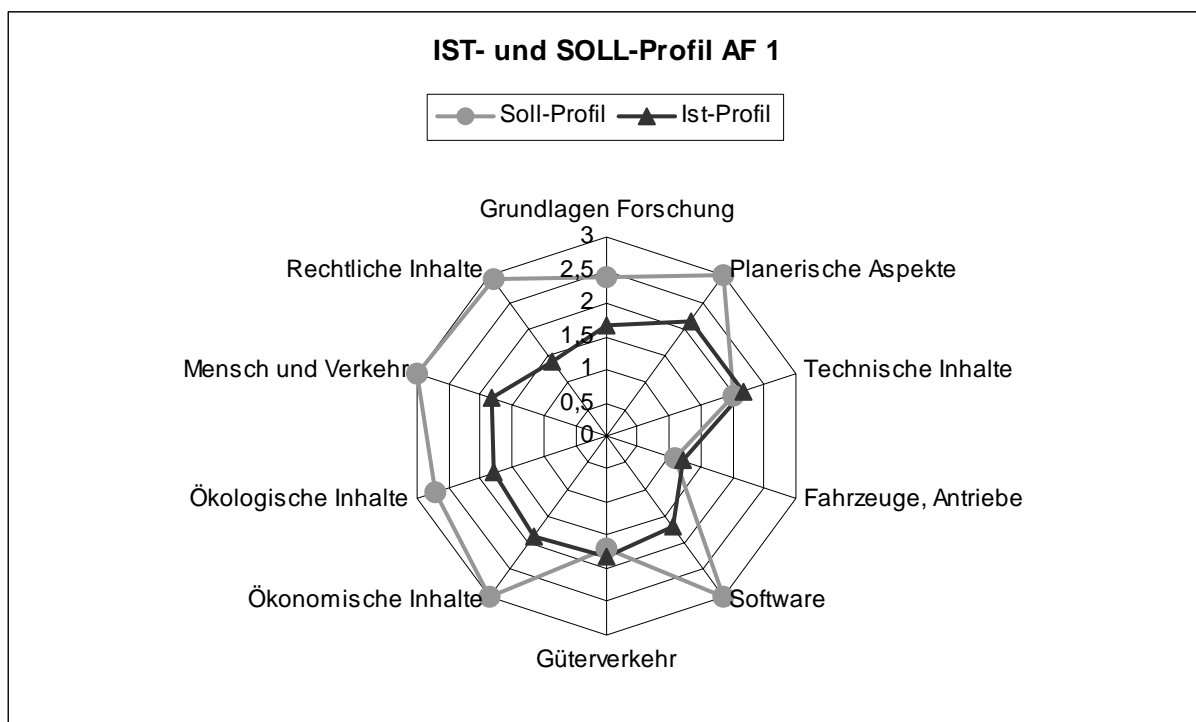 IST- und SOLL-Profil AF 1
Soll-Profil Ist-Profil
Grundlagen Forschung
3
Rechtliche Inhalte
2,5
Planerische Aspekte
2
1,5
Mensch und Verkehr
1
Technische Inhalte
0,5
0
Ökologische Inhalte
Fahrzeuge, Antriebe
Ökonomische Inhalte
Software
Güterverkehr